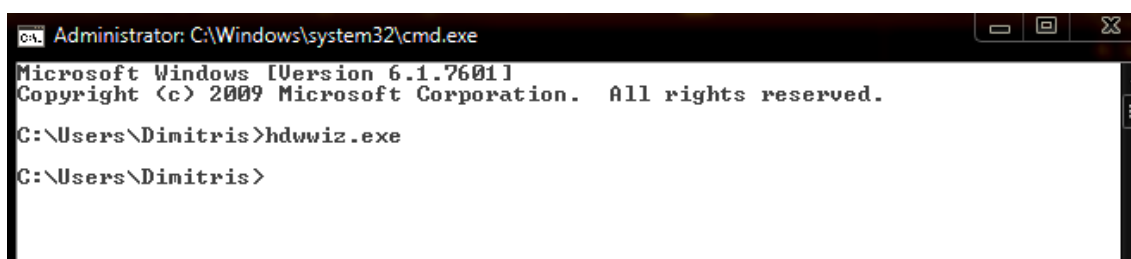 Administrator: C:\Windows\system32\cmd.exe
Microsoft Windows [Version 6.1.7601]
Copyright (c) 2009 Microsoft Corporation.  All rights reserved.
C:\Users\Dimitris>hdwwiz.exe
C:\Users\Dimitris>